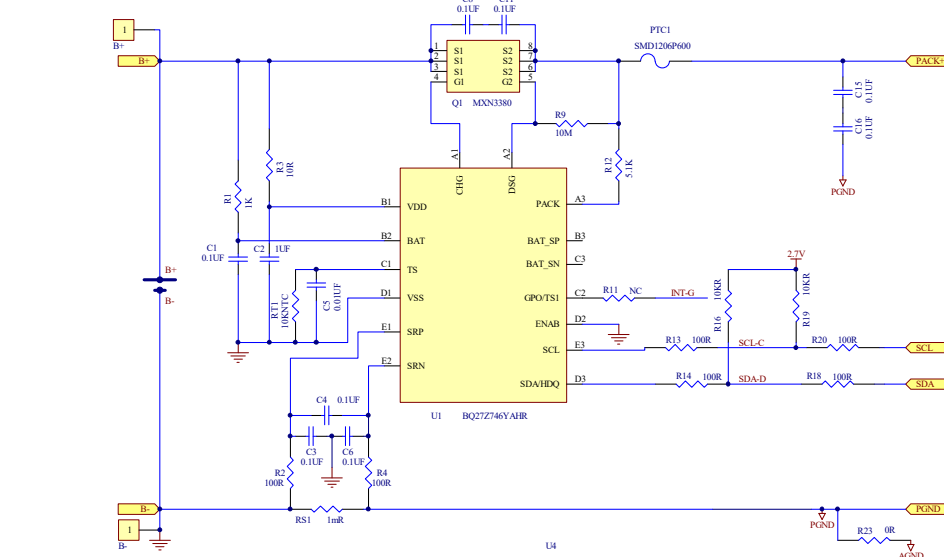 0.1UF
0.1UF
1
B+
B+
1
2
3
4
S1
S1
S1
G1
S2
S2
S2
G2
8
7
6
5
Q1 MXN3380
PTC1
SMD1206P600
PACK+
C15
0.1UF
C16
0.1UF
PGND
R9
10M
R12
5.1K
R3
10R
R1
1K
C1
0.1UF
C2 1UF
RT1
10KNTC
C5
0.01UF
A1
A2
CHG
DSG
B1 VDD
B2 BAT
C1 TS
D1 VSS
E1 SRP
E2 SRN
PACK A3
BAT_SP B3
BAT_SN C3
GPO/TS1 C2
ENAB D2
SCL E3
SDA/HDQ D3
U1 BQ27Z746YAHR
B+
B-
R11 NC
INT-G
2.7V
R16
10KR
R19
10KR
R13 100R
SCL-C
R20 100R
SCL
R14 100R
SDA-D
R18 100R
SDA
C4 0.1UF
C3
0.1UF
C6
0.1UF
R2
100R
R4
100R
B-
RS1 1mR
PGND
PGND
1
B-
R23 0R
AGND
U4